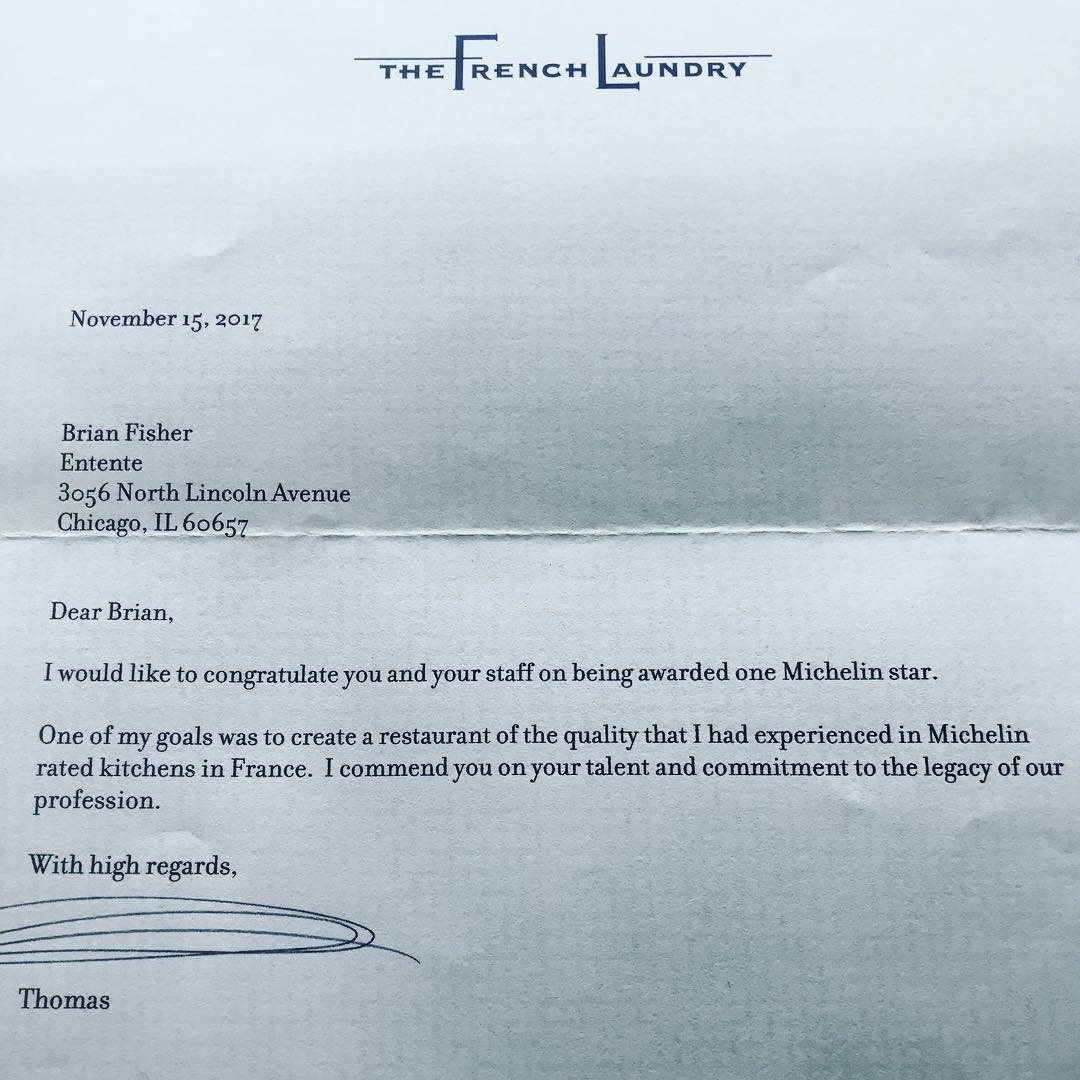 THE FRENCH LAUNDRY
November 15, 2017
Brian Fisher
Entente
3056 North Lincoln Avenue
Chicago, IL 60657
Dear Brian,
I would like to congratulate you and your staff on being awarded one Michelin star.
One of my goals was to create a restaurant of the quality that I had experienced in Michelin
rated kitchens in France.  I commend you on your talent and commitment to the legacy of our
profession.
With high regards,
Thomas